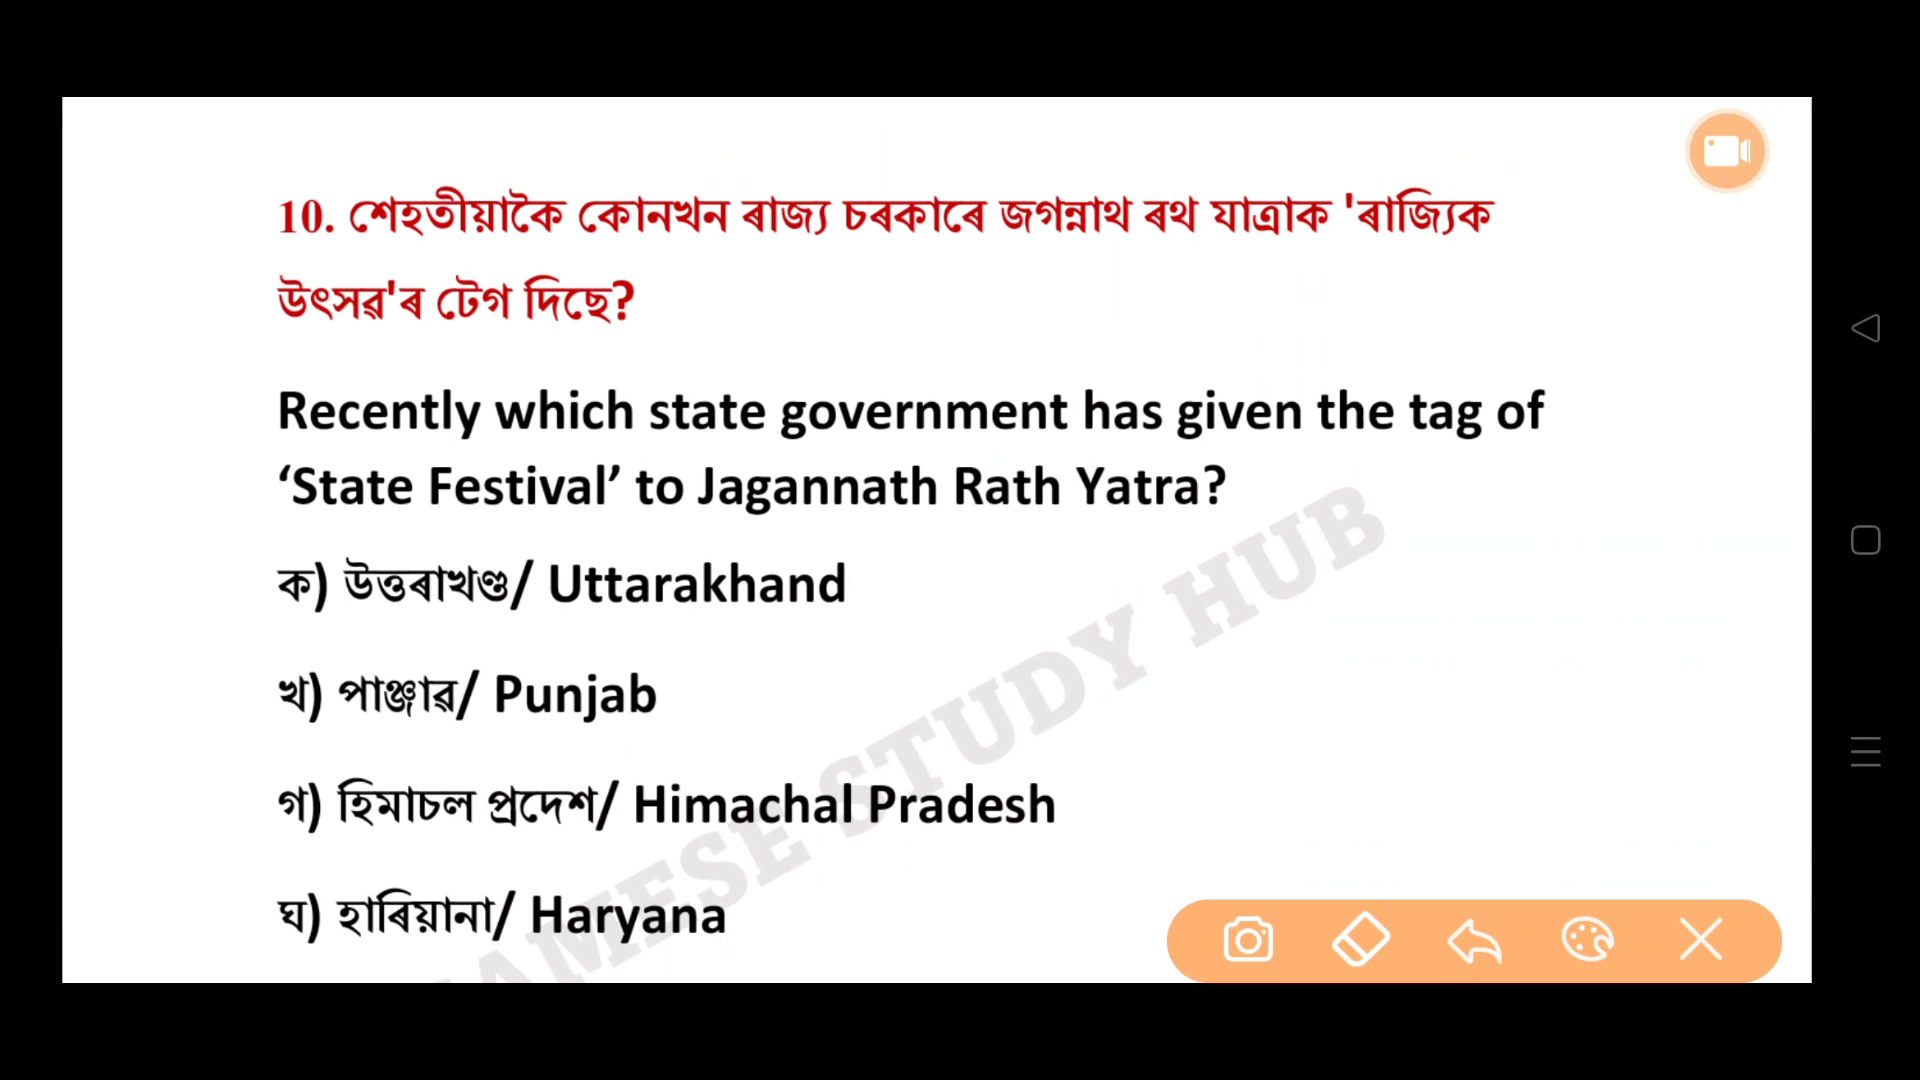 10. শেহতীয়াকৈ কোনখন ৰাজ্য চৰকাৰে জগন্নাথ ৰথ যাত্ৰাক 'ৰাজ্যিক
উৎসৱ'ৰ টেগ দিছে?
Recently which state government has given the tag of
‘State Festival’ to Jagannath Rath Yatra?
ক) উত্তৰাখণ্ড/ Uttarakhand
খ) পাঞ্জাৱ/ Punjab
গ) হিমাচল প্ৰদেশ/ Himachal Pradesh
ঘ) হাৰিয়ানা/ Haryana
AMESE STUDY HUB